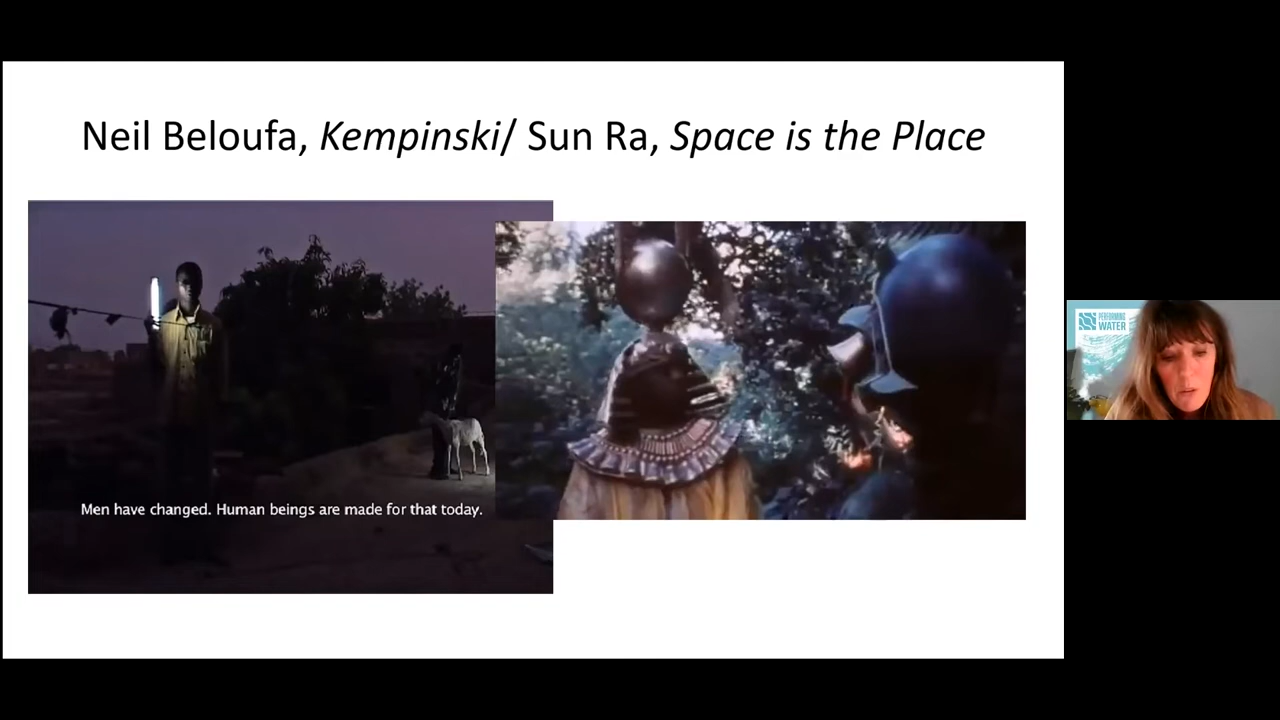 Neil Beloufa, Kempinski/ Sun Ra, Space is the Place
PERFORMING
WATER
Men have changed. Human beings are made for that today.